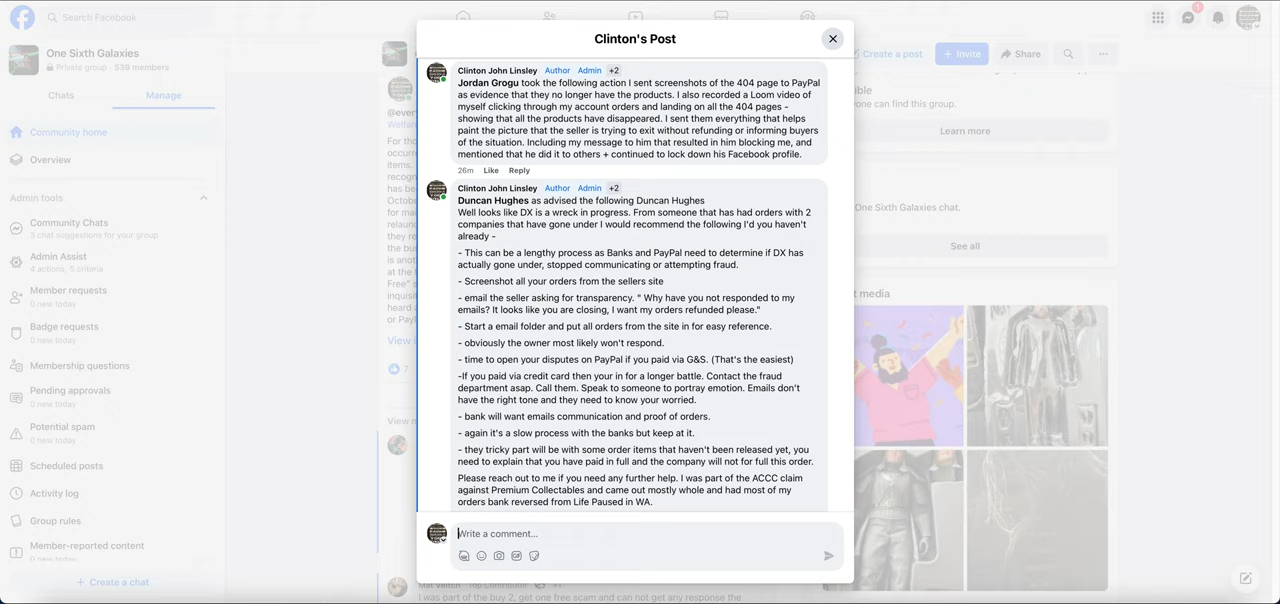 Search Facebook
Clinton's Post
One Sixth Galaxies
Private group · 539 members
Chats
Manage
Community home
Overview
Admin tools
Community Chats
3 chat suggestions for your group
Admin Assist
4 actions, 5 criteria
Member requests
0 new today
Badge requests
0 new today
Membership questions
Pending approvals
0 new today
Potential spam
0 new today
Scheduled posts
Activity log
Group rules
Member-reported content
0 new today
+ Create a chat
Clinton John Linsley Author Admin +2
Jordan Grogu took the following action I sent screenshots of the 404 page to PayPal
as evidence that they no longer have the products. I also recorded a Loom video of
myself clicking through my account orders and landing on all the 404 pages -
showing that all the products have disappeared. I sent them everything that helps
paint the picture that the seller is trying to exit without refunding or informing buyers
of the situation. Including my message to him that resulted in him blocking me, and
mentioned that he did it to others + continued to lock down his Facebook profile.
26m Like Reply
Clinton John Linsley Author Admin +2
Duncan Hughes as advised the following Duncan Hughes
Well looks like DX is a wreck in progress. From someone that has had orders with 2
companies that have gone under I would recommend the following I'd you haven't
already -
- This can be a lengthy process as Banks and PayPal need to determine if DX has
actually gone under, stopped communicating or attempting fraud.
- Screenshot all your orders from the sellers site
- email the seller asking for transparency. " Why have you not responded to my
emails? It looks like you are closing, I want my orders refunded please."
- Start a email folder and put all orders from the site in for easy reference.
- obviously the owner most likely won't respond.
- time to open your disputes on PayPal if you paid via G&S. (That's the easiest)
-If you paid via credit card then your in for a longer battle. Contact the fraud
department asap. Call them. Speak to someone to portray emotion. Emails don't
have the right tone and they need to know your worried.
- bank will want emails communication and proof of orders.
- again it's a slow process with the banks but keep at it.
- they tricky part will be with some order items that haven't been released yet, you
need to explain that you have paid in full and the company will not for full this order.
Please reach out to me if you need any further help. I was part of the ACCC claim
against Premium Collectables and came out mostly whole and had most of my
orders bank reversed from Life Paused in WA.
Write a comment...
I was part of the buy 2, get one free scam and can not get any response the
Create a post
+ Invite
Share
one can find this group.
Learn more
One Sixth Galaxies chat.
See all
t media
1